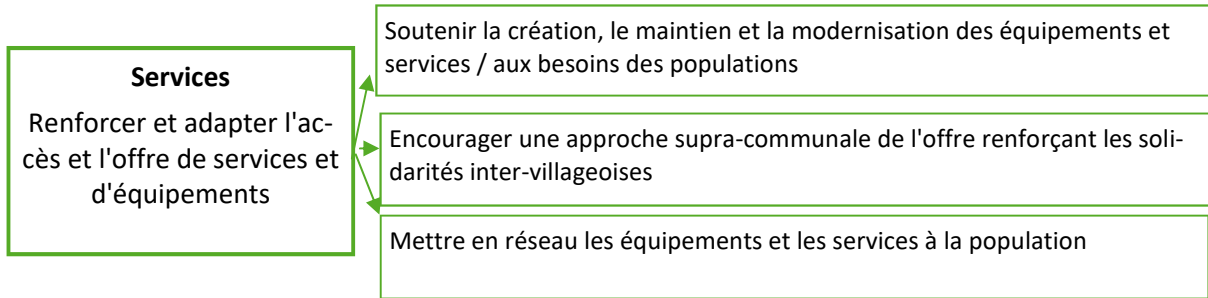 Services
Renforcer et adapter l'ac-
cès et l'offre de services et
d'équipements
Soutenir la création, le maintien et la modernisation des équipements et
services / aux besoins des populations
Encourager une approche supra-communale de l'offre renforçant les soli-
darités inter-villageoises
Mettre en réseau les équipements et les services à la population